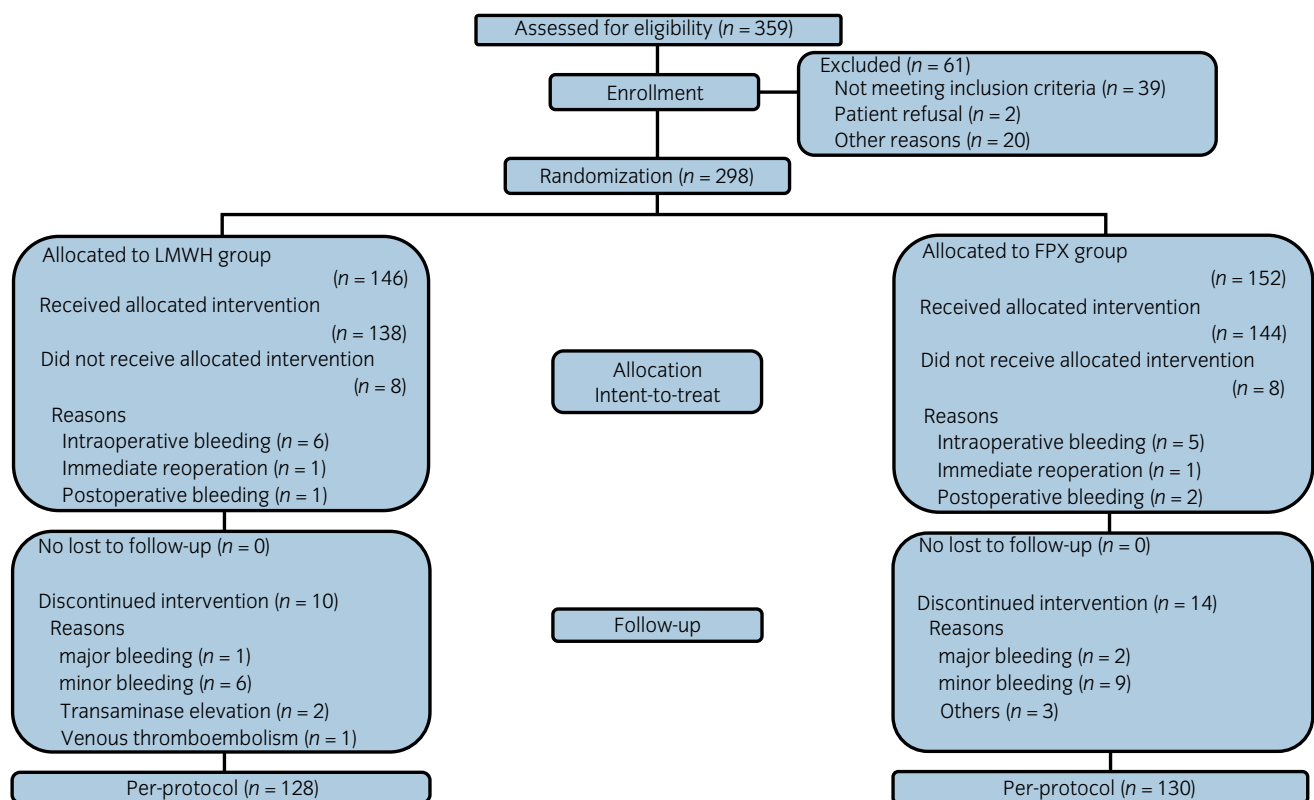 Assessed for eligibility (n = 359)
Enrollment
Excluded (n = 61)
Not meeting inclusion criteria (n = 39)
Patient refusal (n = 2)
Other reasons (n = 20)
Randomization (n = 298)
Allocated to LMWH group
(n = 146)
Received allocated intervention
(n = 138)
Did not receive allocated intervention
(n = 8)
Reasons
Intraoperative bleeding (n = 6)
Immediate reoperation (n = 1)
Postoperative bleeding (n = 1)
Allocation
Intent-to-treat
Allocated to FPX group
(n = 152)
Received allocated intervention
(n = 144)
Did not receive allocated intervention
(n = 8)
Reasons
Intraoperative bleeding (n = 5)
Immediate reoperation (n = 1)
Postoperative bleeding (n = 2)
No lost to follow-up (n = 0)
Discontinued intervention (n = 10)
Reasons
major bleeding (n = 1)
minor bleeding (n = 6)
Transaminase elevation (n = 2)
Venous thromboembolism (n = 1)
Follow-up
No lost to follow-up (n = 0)
Discontinued intervention (n = 14)
Reasons
major bleeding (n = 2)
minor bleeding (n = 9)
Others (n = 3)
Per-protocol (n = 128)
Per-protocol (n = 130)